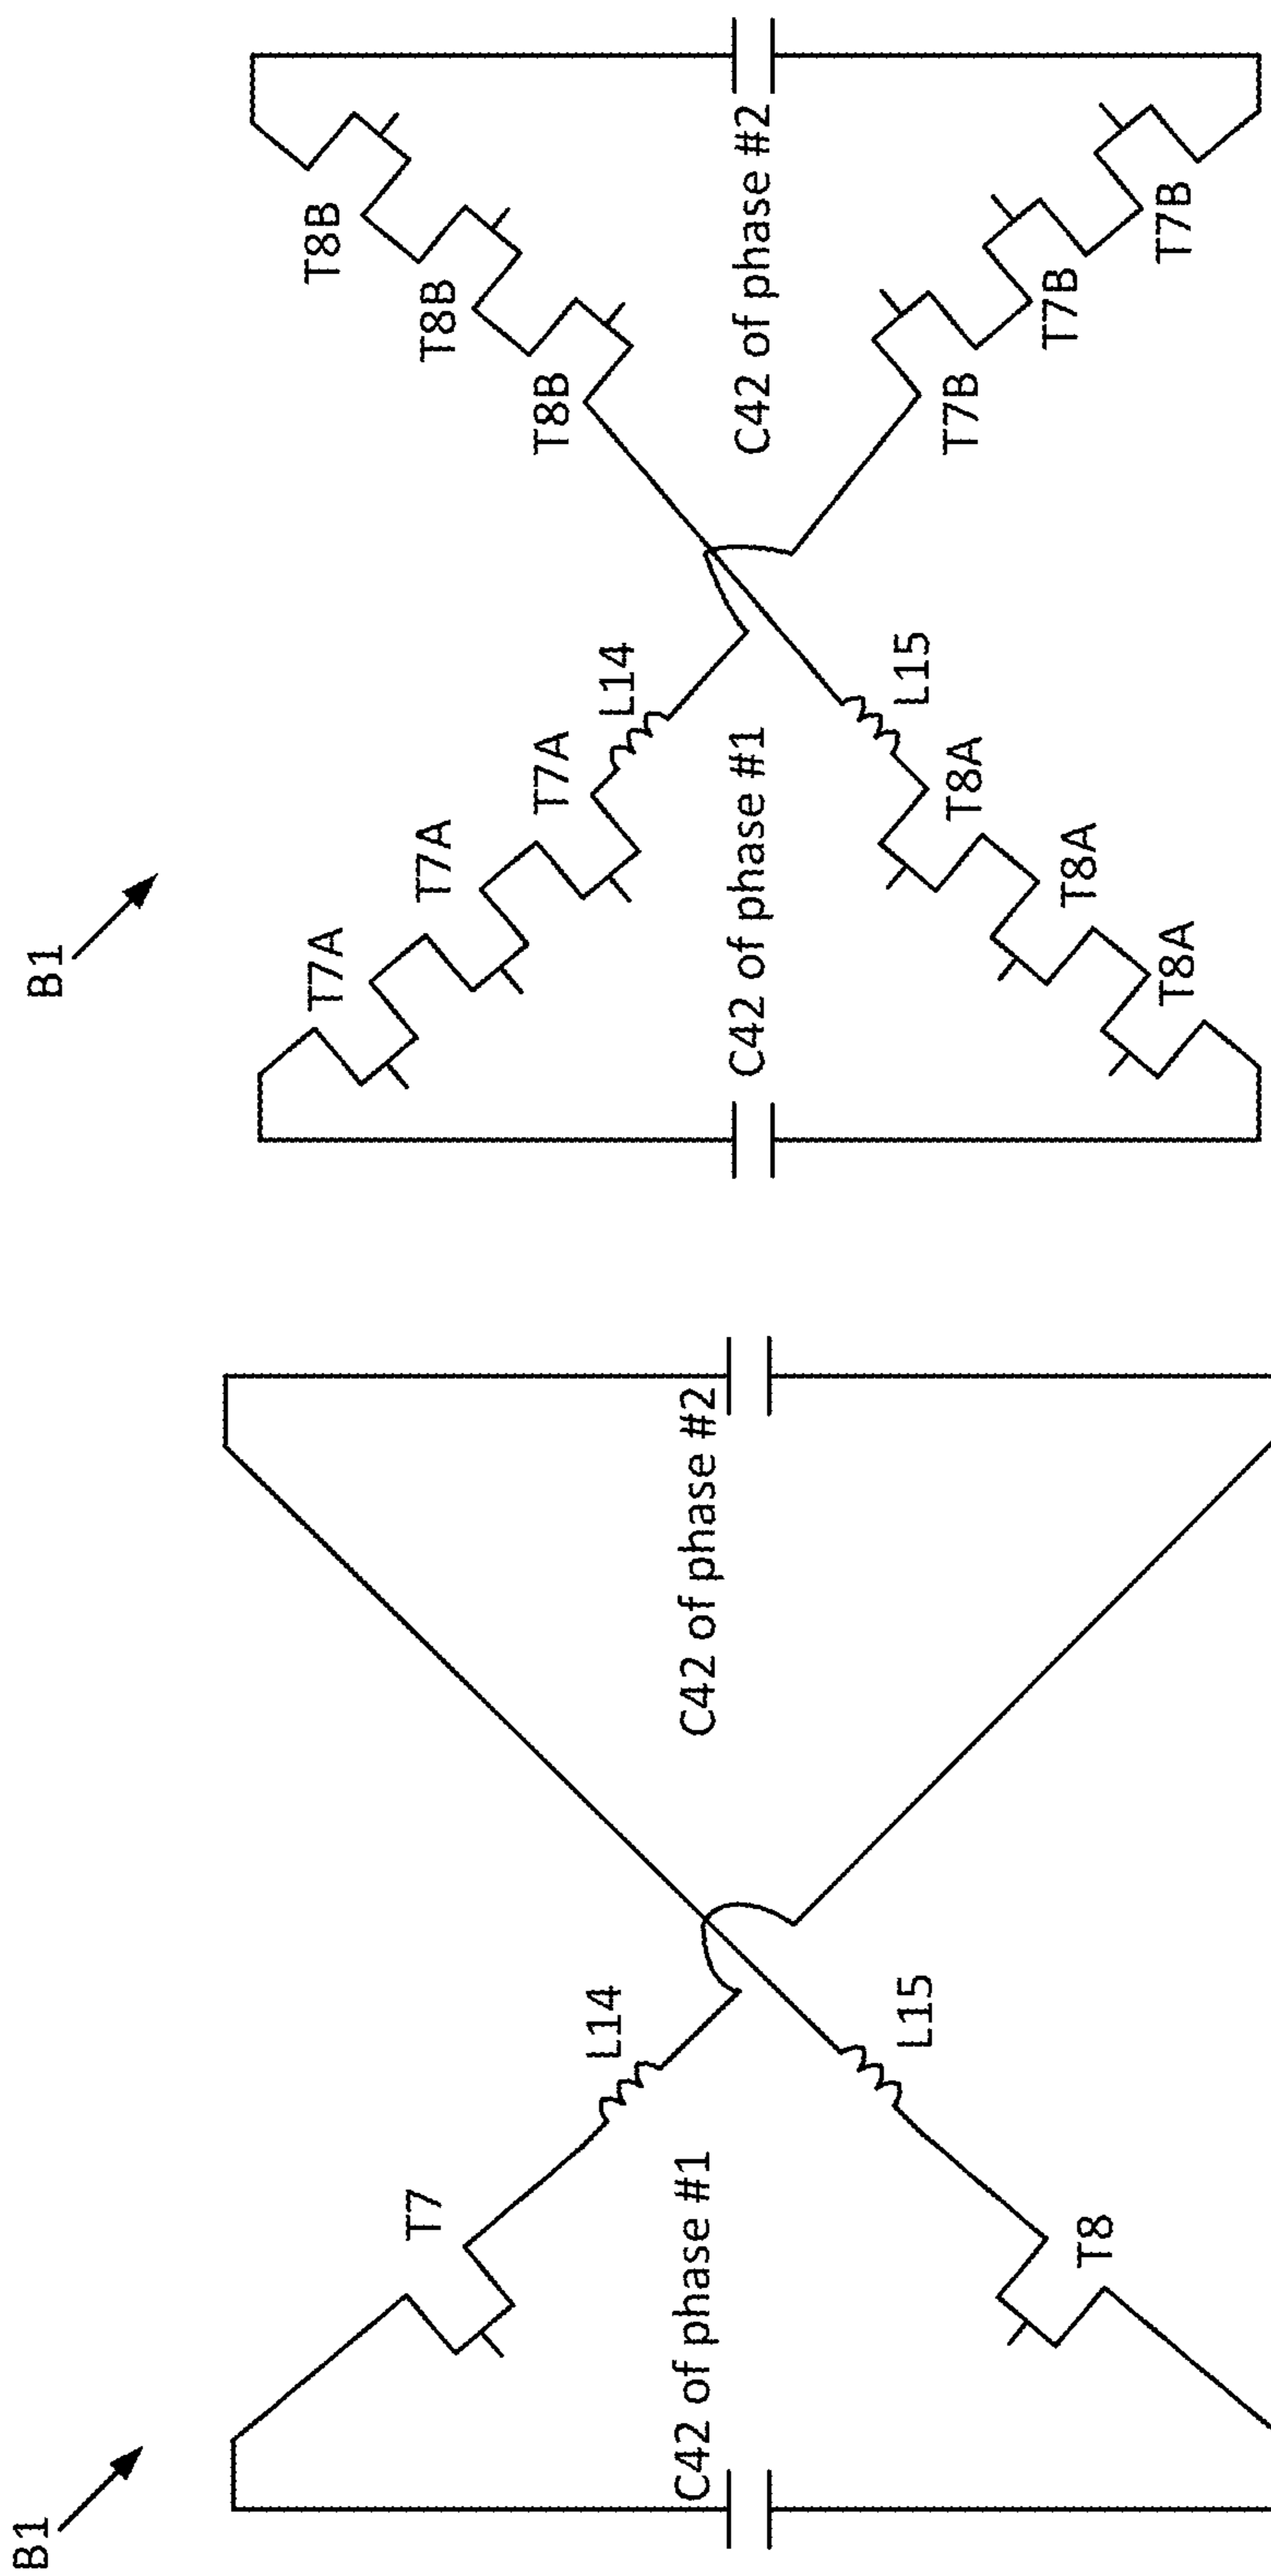 B1
T7
L14
C42 of phase #1
C42 of phase #2
L15
T8
B1
T7A
T8B
T7A
T8B
T7A
T8B
L14
C42 of phase #1
C42 of phase #2
L15
T8A
T7B
T8A
T7B
T8A
T7B